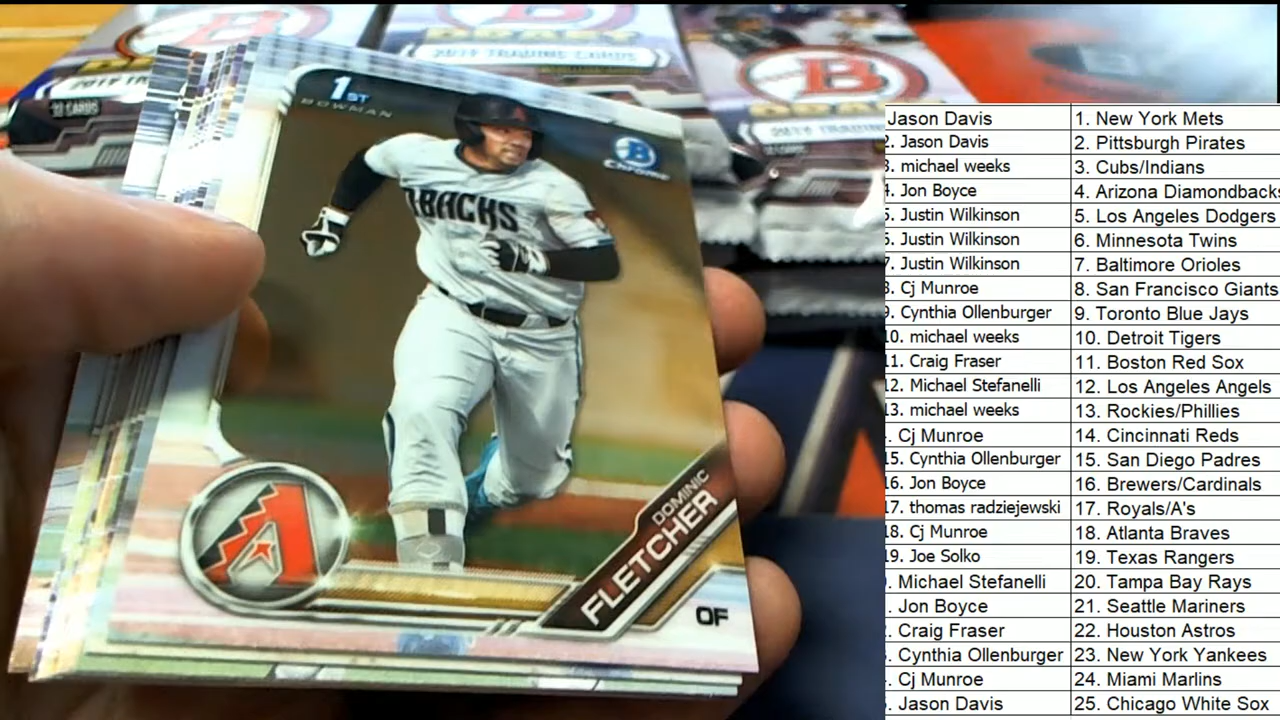 B
DRAFT
2019 TRADING CARDS
B
2019 TRADING
1ST
BOWMAN
B
CHROME
DBACKS
A
DOMINIC
FLETCHER
OF
Jason Davis 1. New York Mets
2. Jason Davis 2. Pittsburgh Pirates
3. michael weeks 3. Cubs/Indians
4. Jon Boyce 4. Arizona Diamondbacks
5. Justin Wilkinson 5. Los Angeles Dodgers
6. Justin Wilkinson 6. Minnesota Twins
7. Justin Wilkinson 7. Baltimore Orioles
8. Cj Munroe 8. San Francisco Giants
9. Cynthia Ollenburger 9. Toronto Blue Jays
10. michael weeks 10. Detroit Tigers
11. Craig Fraser 11. Boston Red Sox
12. Michael Stefanelli 12. Los Angeles Angels
13. michael weeks 13. Rockies/Phillies
. Cj Munroe 14. Cincinnati Reds
15. Cynthia Ollenburger 15. San Diego Padres
16. Jon Boyce 16. Brewers/Cardinals
17. thomas radziejewski 17. Royals/A's
18. Cj Munroe 18. Atlanta Braves
19. Joe Solko 19. Texas Rangers
. Michael Stefanelli 20. Tampa Bay Rays
. Jon Boyce 21. Seattle Mariners
. Craig Fraser 22. Houston Astros
. Cynthia Ollenburger 23. New York Yankees
. Cj Munroe 24. Miami Marlins
. Jason Davis 25. Chicago White Sox